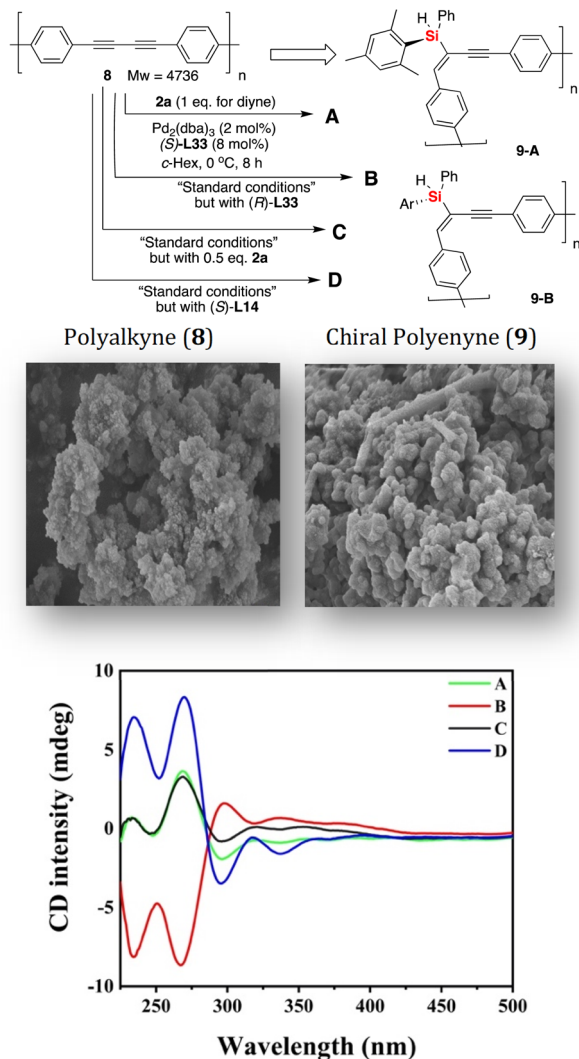 H Ph
Si
n
8 Mw = 4736
n
2a (1 eq. for diyne)
A
Pd2(dba)3 (2 mol%)
(S)-L33 (8 mol%)
c-Hex, 0 °C, 8 h
9-A
"Standard conditions"
but with (R)-L33
B
H Ph
Si
Ar
n
"Standard conditions"
but with 0.5 eq. 2a
C
"Standard conditions"
but with (S)-L14
D
9-B
Polyalkyne (8) Chiral Polyenyne (9)
10
5
0
-5
-10
CD intensity (mdeg)
A
B
C
D
250 300 350 400 450 500
Wavelength (nm)